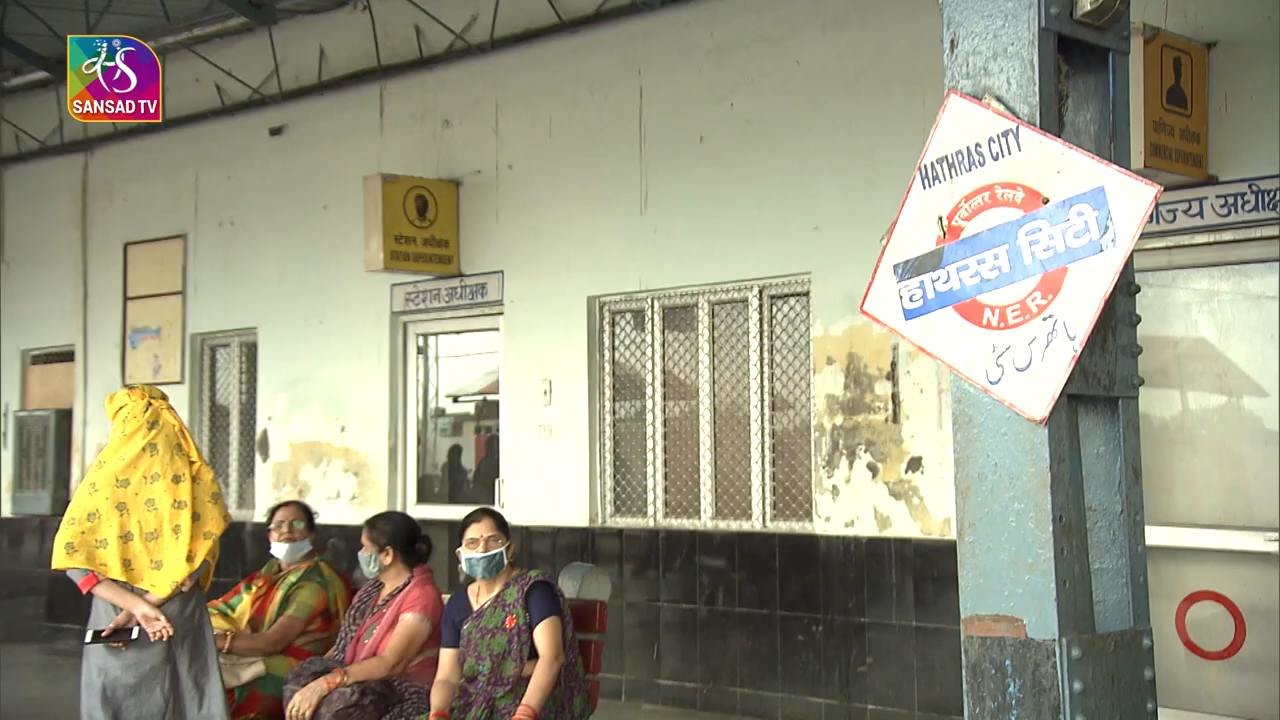 SANSAD TV
स्टेशन अधीक्षक
STATION SUPERINTENDENT
स्टेशन अधीक्षक
HATHRAS CITY
पूर्वोत्तर रेलवे
हाथरस सिटी
N.E.R.
ہاتھرس سٹی
वाणिज्य अधीक्षक
COMMERCIAL SUPERINTENDENT